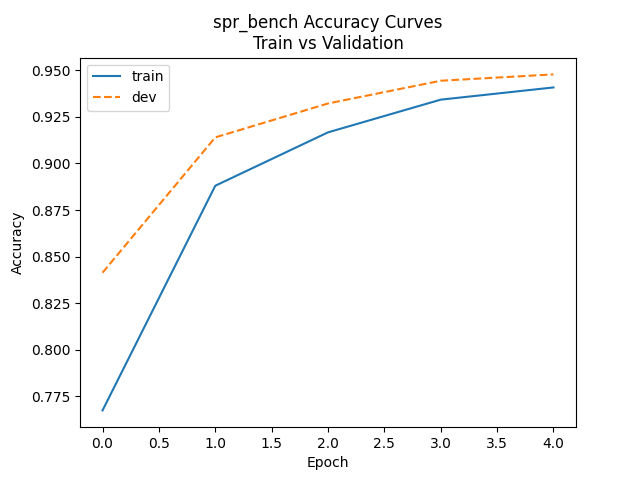 spr_bench Accuracy Curves
Train vs Validation
train
dev
0.950
0.925
0.900
0.875
0.850
0.825
0.800
0.775
Accuracy
0.0 0.5 1.0 1.5 2.0 2.5 3.0 3.5 4.0
Epoch